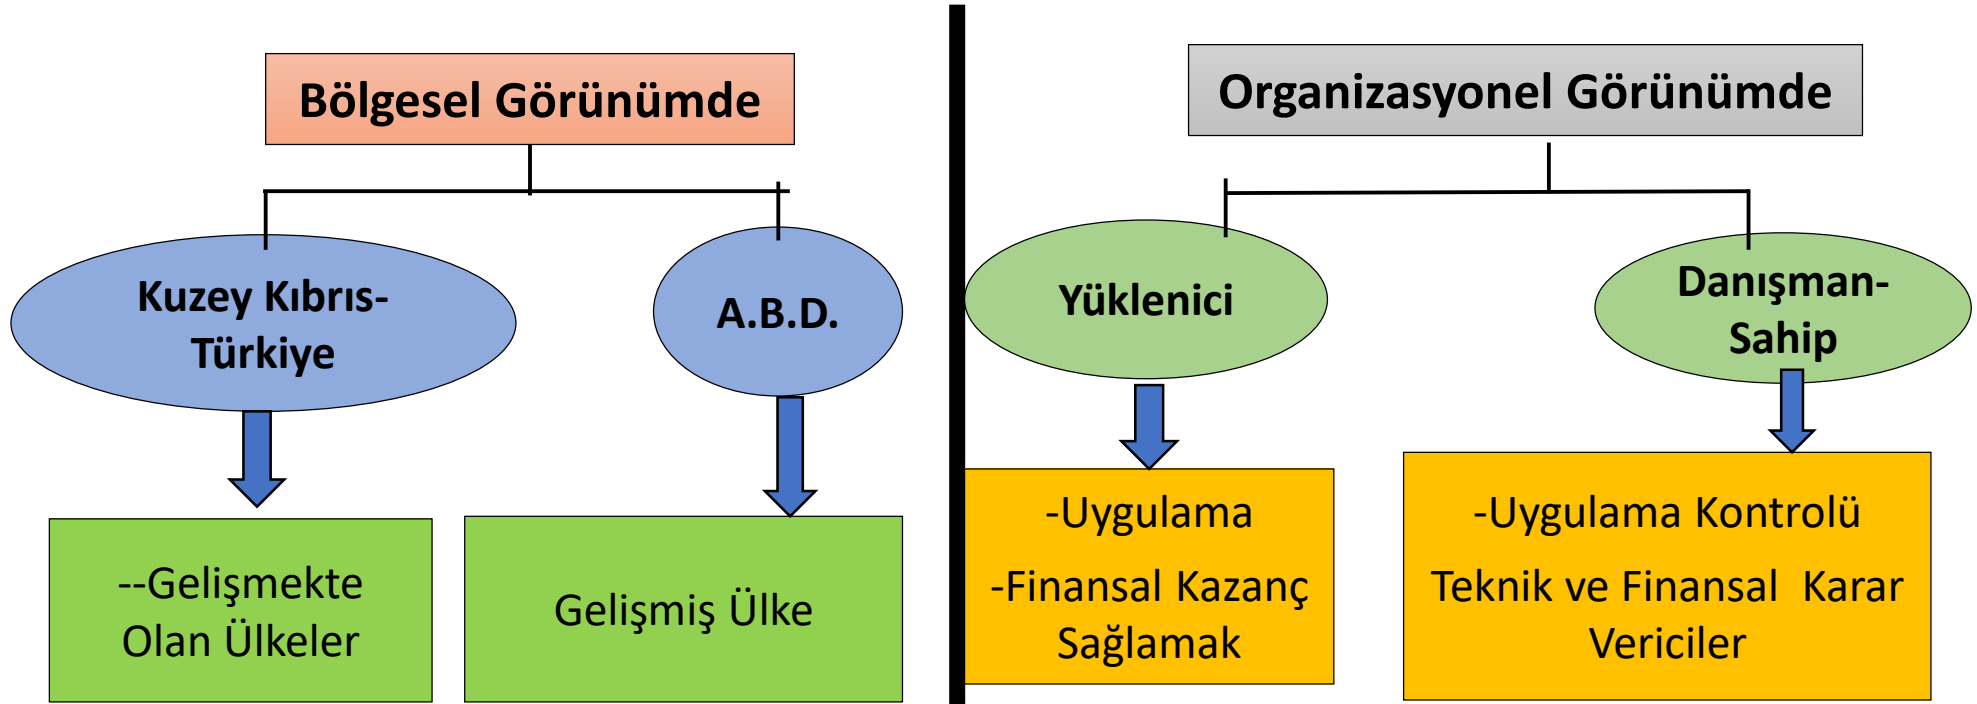 Bölgesel Görünümde
Kuzey Kıbrıs-
Türkiye
A.B.D.
--Gelişmekte
Olan Ülkeler
Gelişmiş Ülke
Organizasyonel Görünümde
Yüklenici
Danışman-
Sahip
-Uygulama
-Finansal Kazanç
Sağlamak
-Uygulama Kontrolü
Teknik ve Finansal  Karar
Vericiler